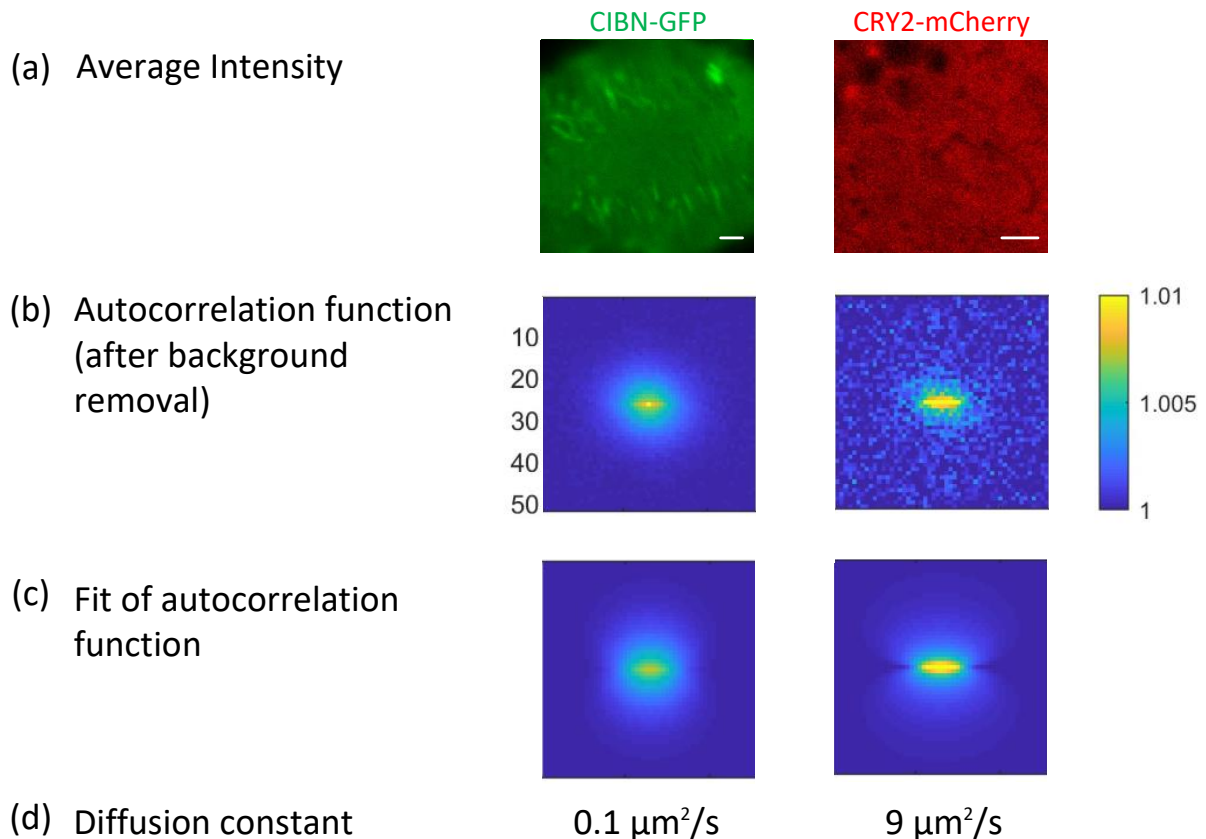 CIBN-GFP CRY2-mCherry
(a) Average Intensity
(b) Autocorrelation function
(after background
removal)
10
20
30
40
50
1.01
1.005
1
(c) Fit of autocorrelation
function
(d) Diffusion constant 0.1 µm²/s 9 µm²/s